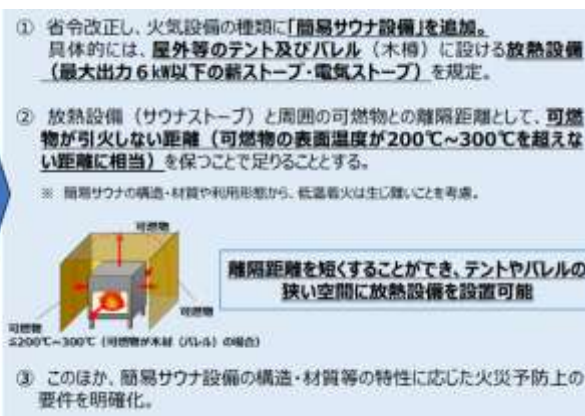 ① 省令改正し、火気設備の種類に「簡易サウナ設備」を追加。
具体的には、屋外等のテント及びバレル(木樽)に設ける放熱設備
(最大出力6kW以下の薪ストーブ・電気ストーブ)を規定。
② 放熱設備(サウナストーブ)と周囲の可燃物との離隔距離として、可燃
物が引火しない距離(可燃物の表面温度が200℃~300℃を超えな
い距離に相当)を保つことで足りることとする。
※ 簡易サウナの構造・材質や利用形態から、低温着火は生じ難いことを考慮。
可燃物
離隔距離を短くすることができ、テントやバレルの
狭い空間に放熱設備を設置可能
可燃物
可燃物
≦200℃~300℃(可燃物が木材(バレル)の場合)
③ このほか、簡易サウナ設備の構造・材質等の特性に応じた火災予防上の
要件を明確化。